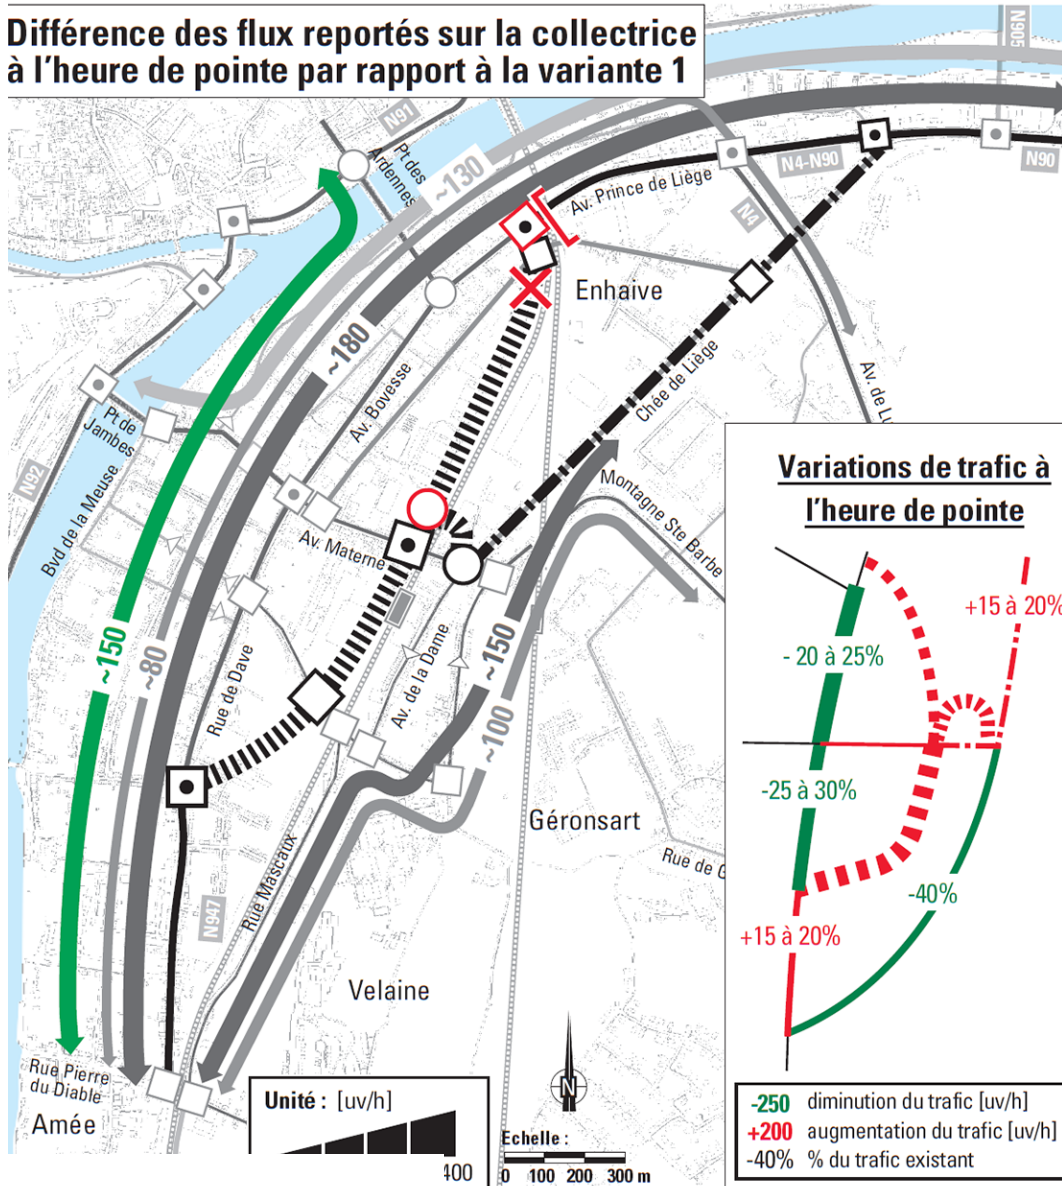 Différence des flux reportés sur la collectrice
à l'heure de pointe par rapport à la variante 1
N905
N91
Pt des
Ardennes
~130
N4-N90
N90
Av. Prince de Liège
N4
Enhaive
~180
Chée de Liège
Av. Bovesse
Pt de
Jambes
N92
Bvd de la Meuse
Av. de
Montagne Ste Barbe
Av. Materne
~150
~80
Rue de Dave
Av. de la Dame
~150
~100
Géronsart
Rue de
Rue Mascaux
N947
Velaine
Rue Pierre
du Diable
Amée
Unité : [uv/h]
400
N
Echelle :
0 100 200 300 m
Variations de trafic à
l'heure de pointe
+15 à 20%
- 20 à 25%
-25 à 30%
-40%
+15 à 20%
-250 diminution du trafic [uv/h]
+200 augmentation du trafic [uv/h]
-40% % du trafic existant